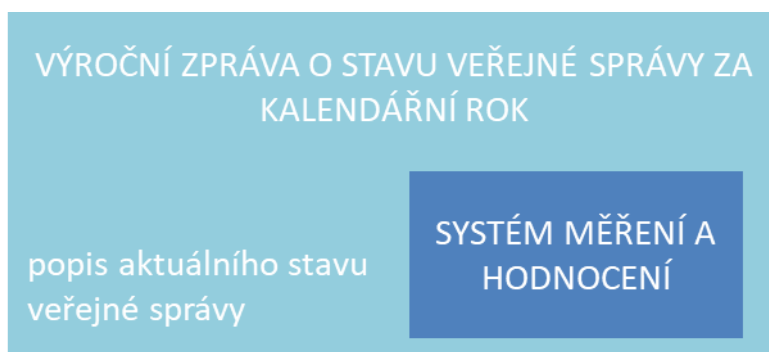 VÝROČNÍ ZPRÁVA O STAVU VEŘEJNÉ SPRÁVY ZA
KALENDÁŘNÍ ROK
popis aktuálního stavu
veřejné správy
SYSTÉM MĚŘENÍ A
HODNOCENÍ